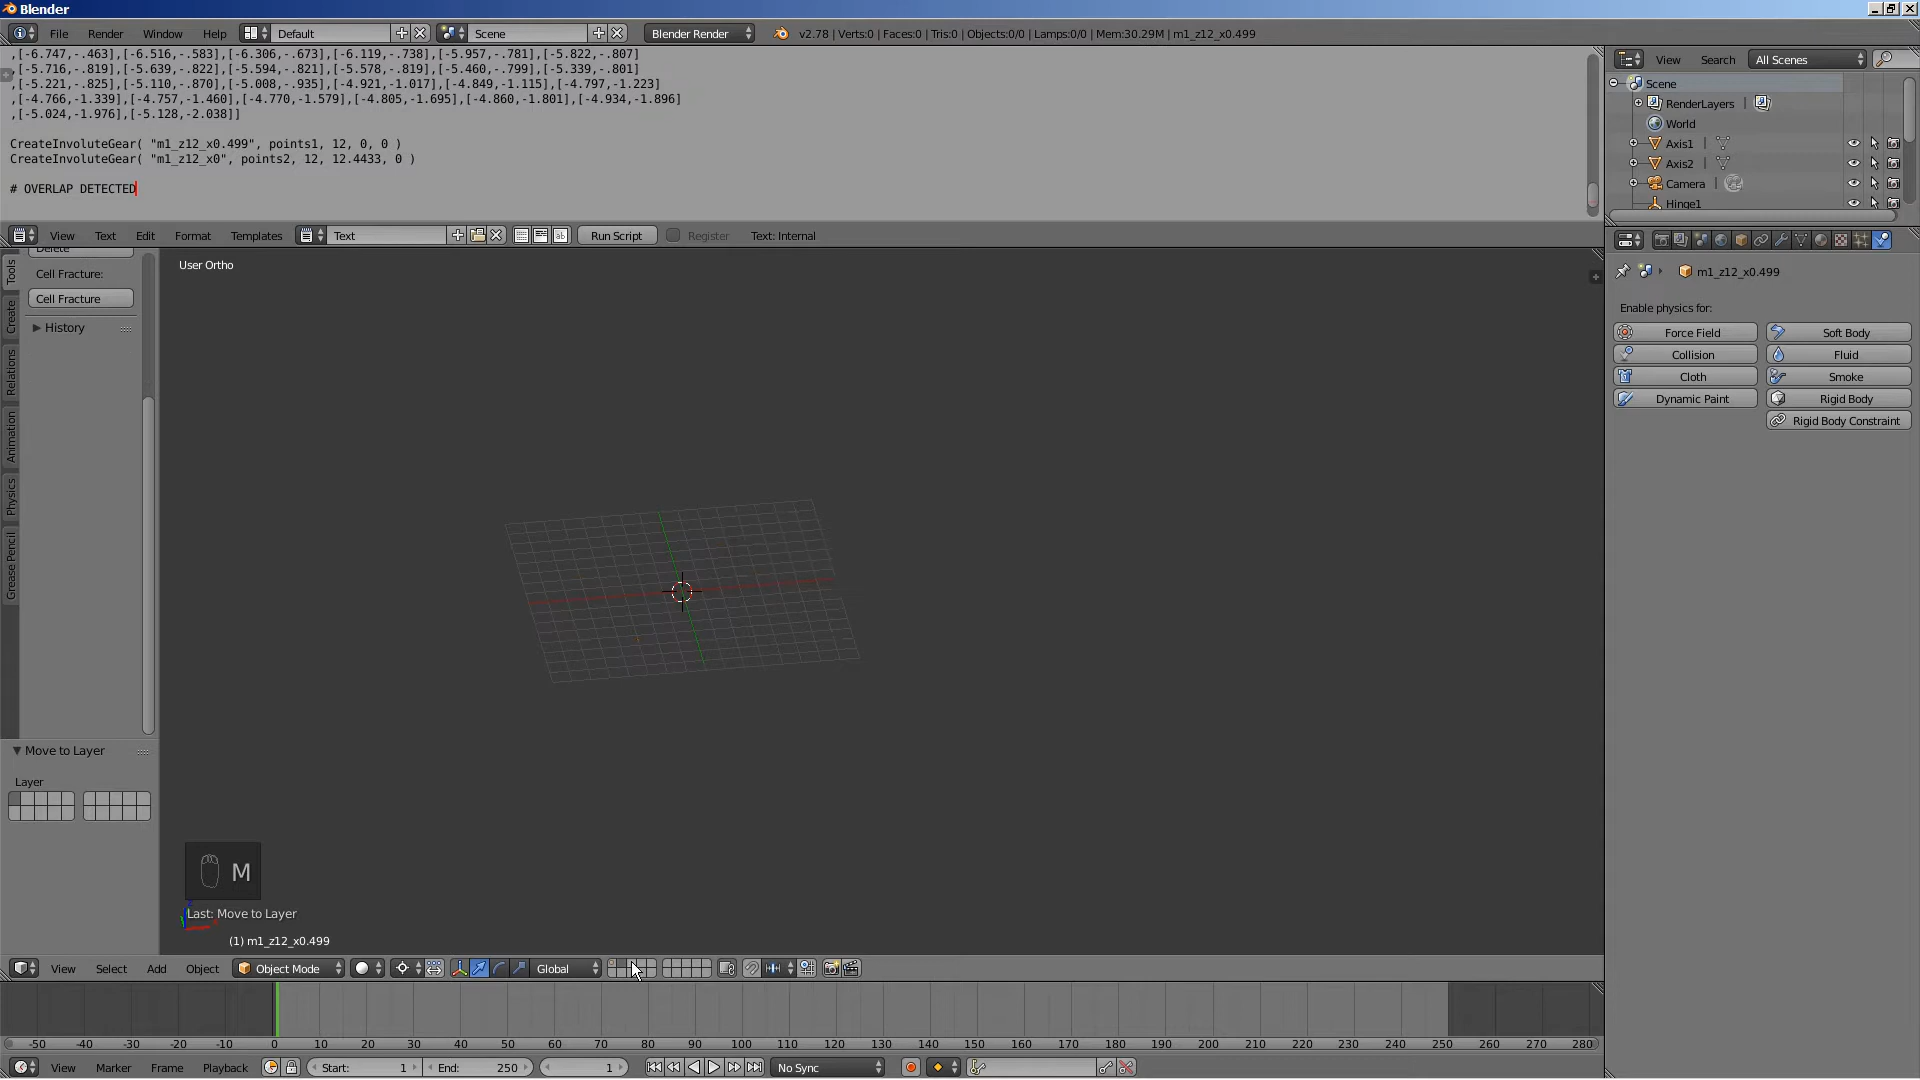 Blender
File Render Window Help Default Scene Blender Render v2.78 | Verts:0 | Faces:0 | Tris:0 | Objects:0/0 | Lamps:0/0 | Mem:30.29M | m1_z12_x0.499
,[-6.747,-.463],[-6.516,-.583],[-6.306,-.673],[-6.119,-.738],[-5.957,-.781],[-5.822,-.807]
,[-5.716,-.819],[-5.639,-.822],[-5.594,-.821],[-5.578,-.819],[-5.460,-.799],[-5.339,-.801]
,[-5.221,-.825],[-5.110,-.870],[-5.008,-.935],[-4.921,-1.017],[-4.849,-1.115],[-4.797,-1.223]
,[-4.766,-1.339],[-4.757,-1.460],[-4.770,-1.579],[-4.805,-1.695],[-4.860,-1.801],[-4.934,-1.896]
,[-5.024,-1.976],[-5.128,-2.038]]
CreateInvoluteGear( "m1_z12_x0.499", points1, 12, 0, 0 )
CreateInvoluteGear( "m1_z12_x0", points2, 12, 12.4433, 0 )
# OVERLAP DETECTED
View Text Edit Format Templates Text Run Script Register Text: Internal
View Search All Scenes
Scene
RenderLayers
World
Axis1
Axis2
Camera
Hinge1
m1_z12_x0.499
Enable physics for:
Force Field Soft Body
Collision Fluid
Cloth Smoke
Dynamic Paint Rigid Body
Rigid Body Constraint
Tools
Create
Relations
Animation
Physics
Grease Pencil
Delete
Cell Fracture:
Cell Fracture
History
Move to Layer
Layer
User Ortho
M
Last: Move to Layer
(1) m1_z12_x0.499
View Select Add Object Object Mode Global
-50 -40 -30 -20 -10 0 10 20 30 40 50 60 70 80 90 100 110 120 130 140 150 160 170 180 190 200 210 220 230 240 250 260 270 280
View Marker Frame Playback Start: 1 End: 250 1 No Sync